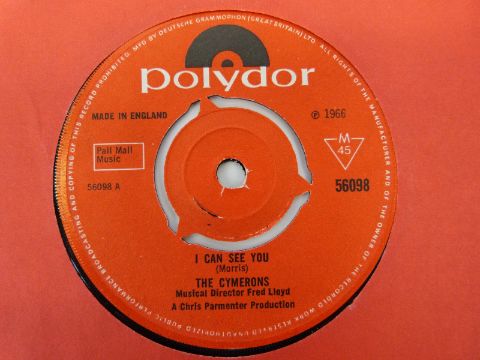 MFG BY DEUTSCHE GRAMMOPHON (GREAT BRITAIN) LTD. ALL RIGHTS OF THE MANUFACTURER AND OF THE OWNER OF THE RECORDED WORK RESERVED UNAUTHORIZED PUBLIC PERFORMANCE BROADCASTING AND COPYING OF THIS RECORD PROHIBITED.
polydor
MADE IN ENGLAND
℗ 1966
Pall Mall
Music
M
45
56098 A
56098
I CAN SEE YOU
(Morris)
THE CYMERONS
Musical Director Fred Lloyd
A Chris Parmenter Production